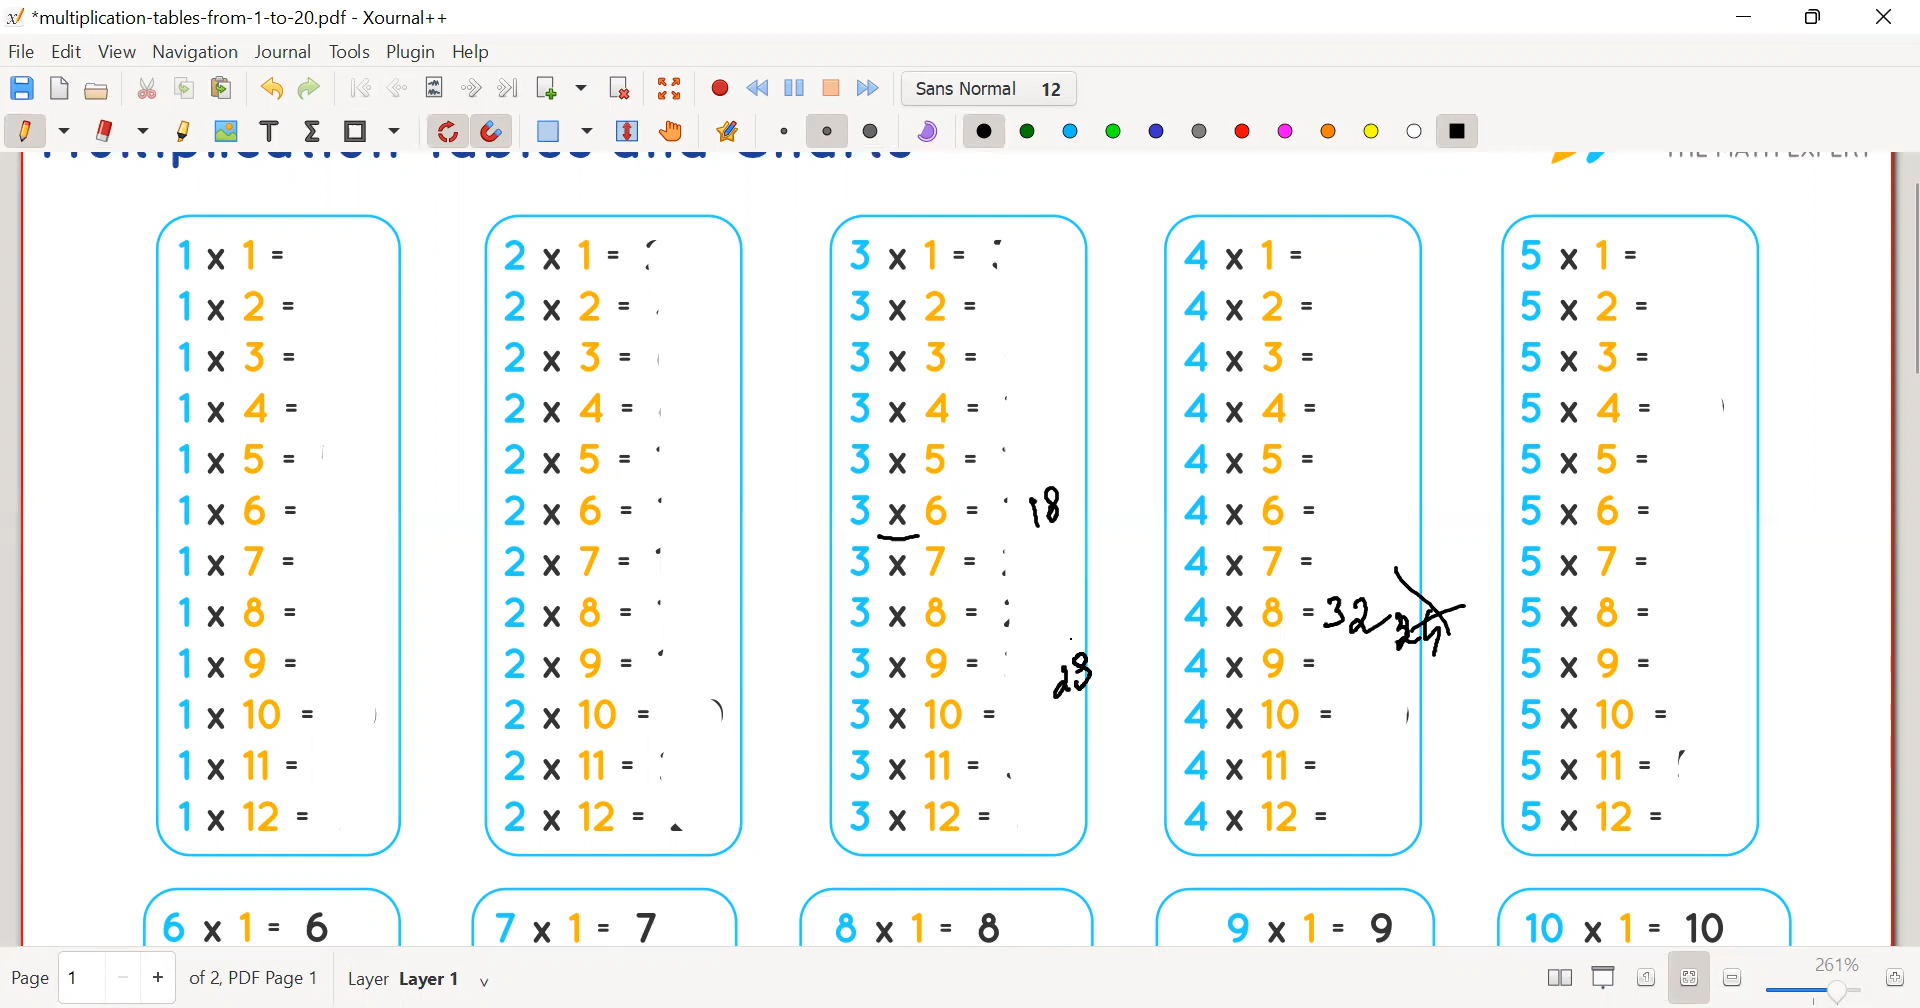 *multiplication-tables-from-1-to-20.pdf - Xournal++
File Edit View Navigation Journal Tools Plugin Help
Sans Normal 12
Multiplication Tables and Charts
THE MATH EXPERT
1 x 1 =
1 x 2 =
1 x 3 =
1 x 4 =
1 x 5 =
1 x 6 =
1 x 7 =
1 x 8 =
1 x 9 =
1 x 10 =
1 x 11 =
1 x 12 =
2 x 1 =
2 x 2 =
2 x 3 =
2 x 4 =
2 x 5 =
2 x 6 =
2 x 7 =
2 x 8 =
2 x 9 =
2 x 10 =
2 x 11 =
2 x 12 =
3 x 1 =
3 x 2 =
3 x 3 =
3 x 4 =
3 x 5 =
3 x 6 = 18
3 x 7 =
3 x 8 =
3 x 9 = 
3 x 10 =
3 x 11 =
3 x 12 =
4 x 1 =
4 x 2 =
4 x 3 =
4 x 4 =
4 x 5 =
4 x 6 =
4 x 7 =
4 x 8 = 32
4 x 9 =
4 x 10 =
4 x 11 =
4 x 12 =
5 x 1 =
5 x 2 =
5 x 3 =
5 x 4 =
5 x 5 =
5 x 6 =
5 x 7 =
5 x 8 =
5 x 9 =
5 x 10 =
5 x 11 =
5 x 12 =
6 x 1 = 6
7 x 1 = 7
8 x 1 = 8
9 x 1 = 9
10 x 1 = 10
Page 1 of 2, PDF Page 1 Layer Layer 1
261%